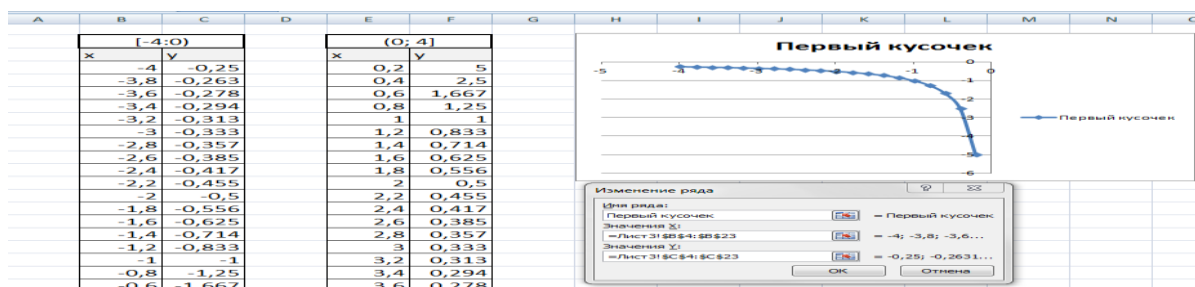 A B C D E F G H I J K L M N
[-4:0) (0; 4]
x y x y
-4 -0,25 0,2 5
-3,8 -0,263 0,4 2,5
-3,6 -0,278 0,6 1,667
-3,4 -0,294 0,8 1,25
-3,2 -0,313 1 1
-3 -0,333 1,2 0,833
-2,8 -0,357 1,4 0,714
-2,6 -0,385 1,6 0,625
-2,4 -0,417 1,8 0,556
-2,2 -0,455 2 0,5
-2 -0,5 2,2 0,455
-1,8 -0,556 2,4 0,417
-1,6 -0,625 2,6 0,385
-1,4 -0,714 2,8 0,357
-1,2 -0,833 3 0,333
-1 -1 3,2 0,313
-0,8 -1,25 3,4 0,294
-0,6 -1,667 3,6 0,278
Первый кусочек
-5 -4 -3 -2 -1 0
0
-1
-2
-3
-4
-5
-6
Первый кусочек
Изменение ряда
Имя ряда:
Первый кусочек = Первый кусочек
Значения X:
=Лист3!$B$4:$B$23 = -4; -3,8; -3,6...
Значения Y:
=Лист3!$C$4:$C$23 = -0,25; -0,2631...
OK Отмена